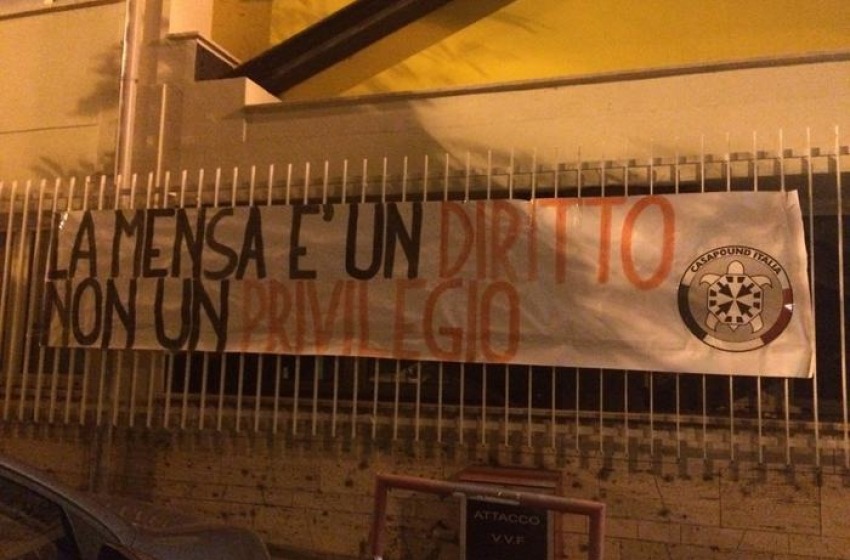 LA MENSA E' UN DIRITTO
NON UN PRIVILEGIO
CASAPOUND ITALIA
ATTACCO
V.V.F.